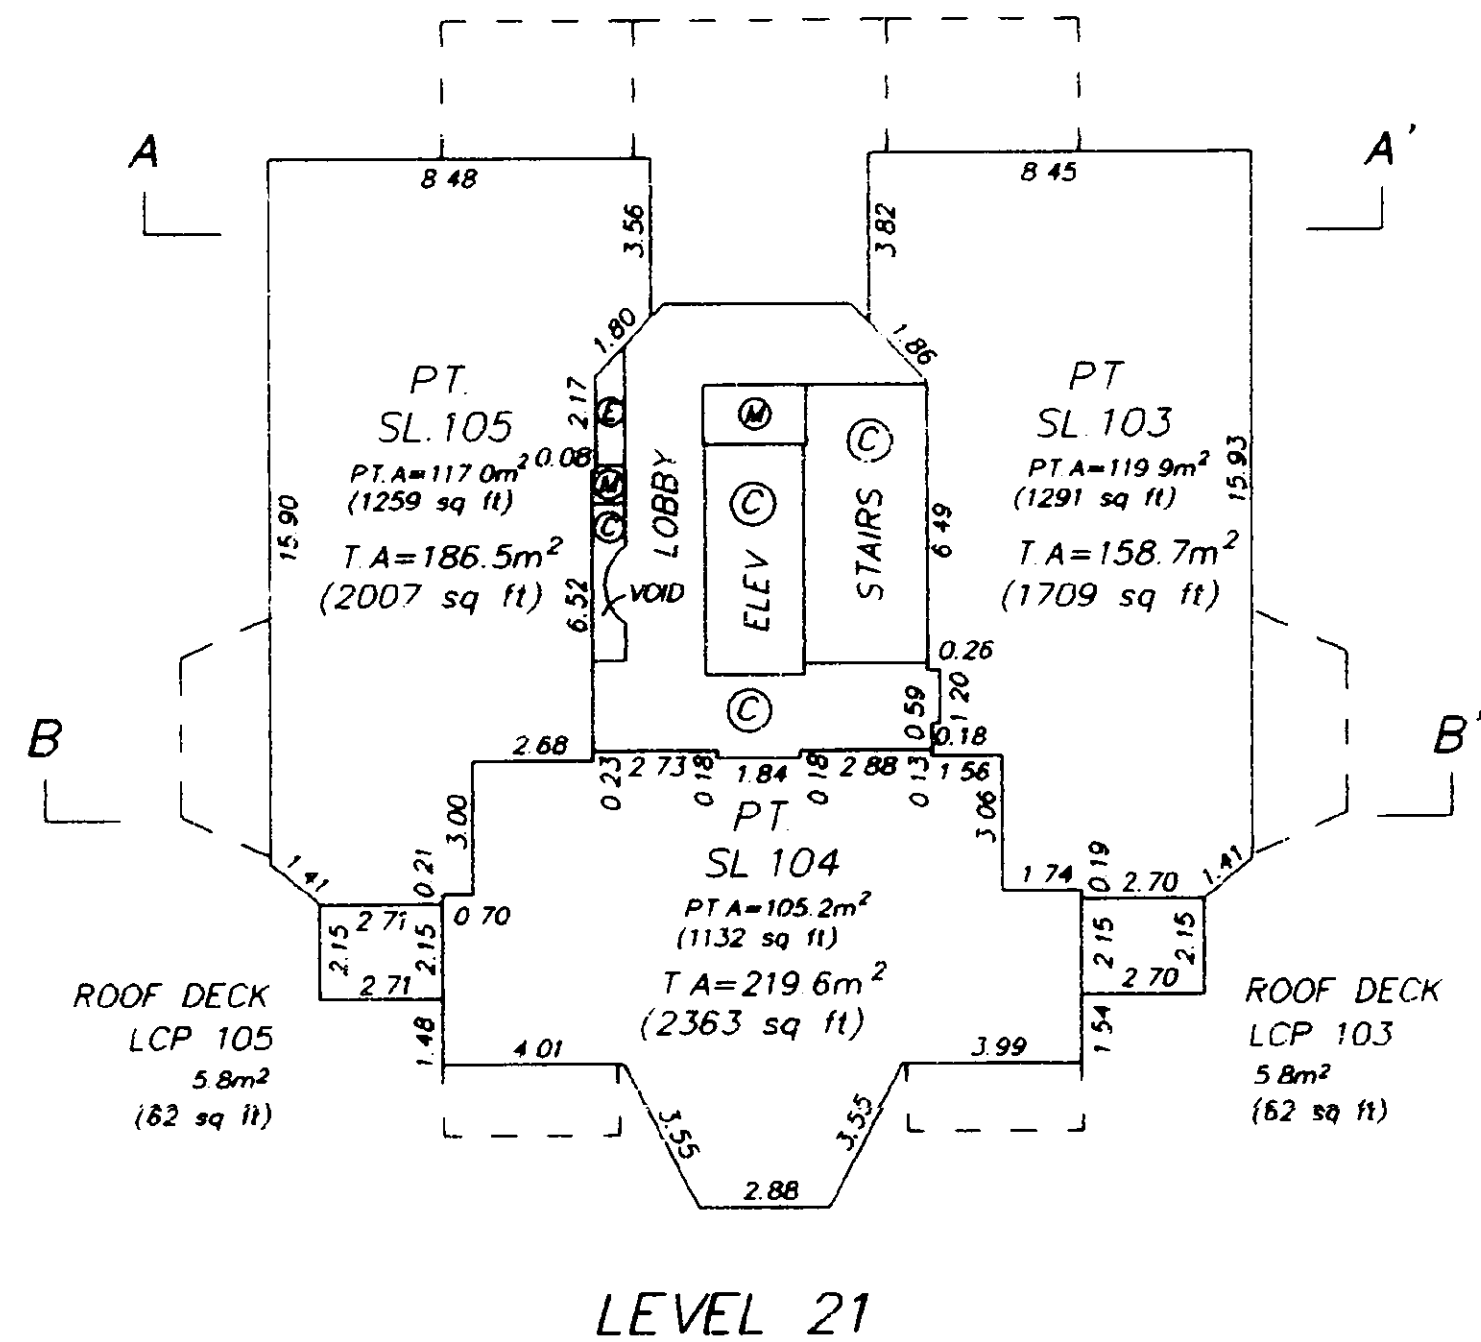 A
A'
8 48
8 45
3.56
3 82
1.80
1.86
PT.
SL.105
PT.A=117 0m²
(1259 sq ft)
T.A=186.5m²
(2007 sq ft)
PT
SL 103
PT.A=119 9m²
(1291 sq ft)
T.A=158.7m²
(1709 sq ft)
2.17
0.08
E
M
C
LOBBY
M
C
ELEV
C
STAIRS
15 90
6.52
VOID
6 49
15.93
0.26
1 20
0 59
0.18
C
B
B'
2.68
0 23
2 73
0 18
1.84
0 18
2 88
0 13
1 56
3.00
3 06
PT.
SL 104
PT A=105.2m²
(1132 sq ft)
T A=219 6m²
(2363 sq ft)
1.41
0.21
2 71
0 70
2.15
2.15
2 71
1.48
1.74
0.19
2.70
1.41
2 15
2.15
2 70
1 54
ROOF DECK
LCP 105
5.8m²
(62 sq ft)
ROOF DECK
LCP 103
5 8m²
(62 sq ft)
4 01
3.99
3.55
3.55
2.88
LEVEL 21